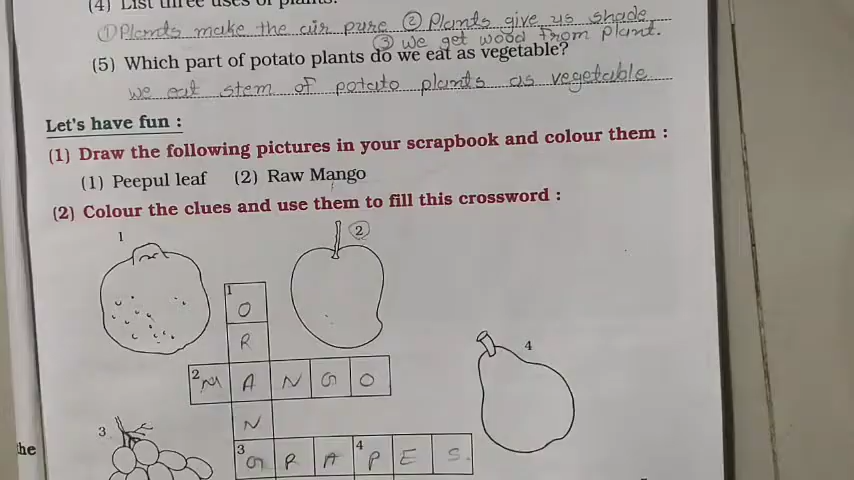 (4) List three uses of plants.
① Plants make the air pure ② Plants give us shade
③ we get wood from plant.
(5) Which part of potato plants do we eat as vegetable?
we eat stem of potato plants as vegetable
Let's have fun :
(1) Draw the following pictures in your scrapbook and colour them :
(1) Peepul leaf (2) Raw Mango
(2) Colour the clues and use them to fill this crossword :
1
2
1
O
R
4
2 M A N G O
N
3
3 G R A 4 P E S
he